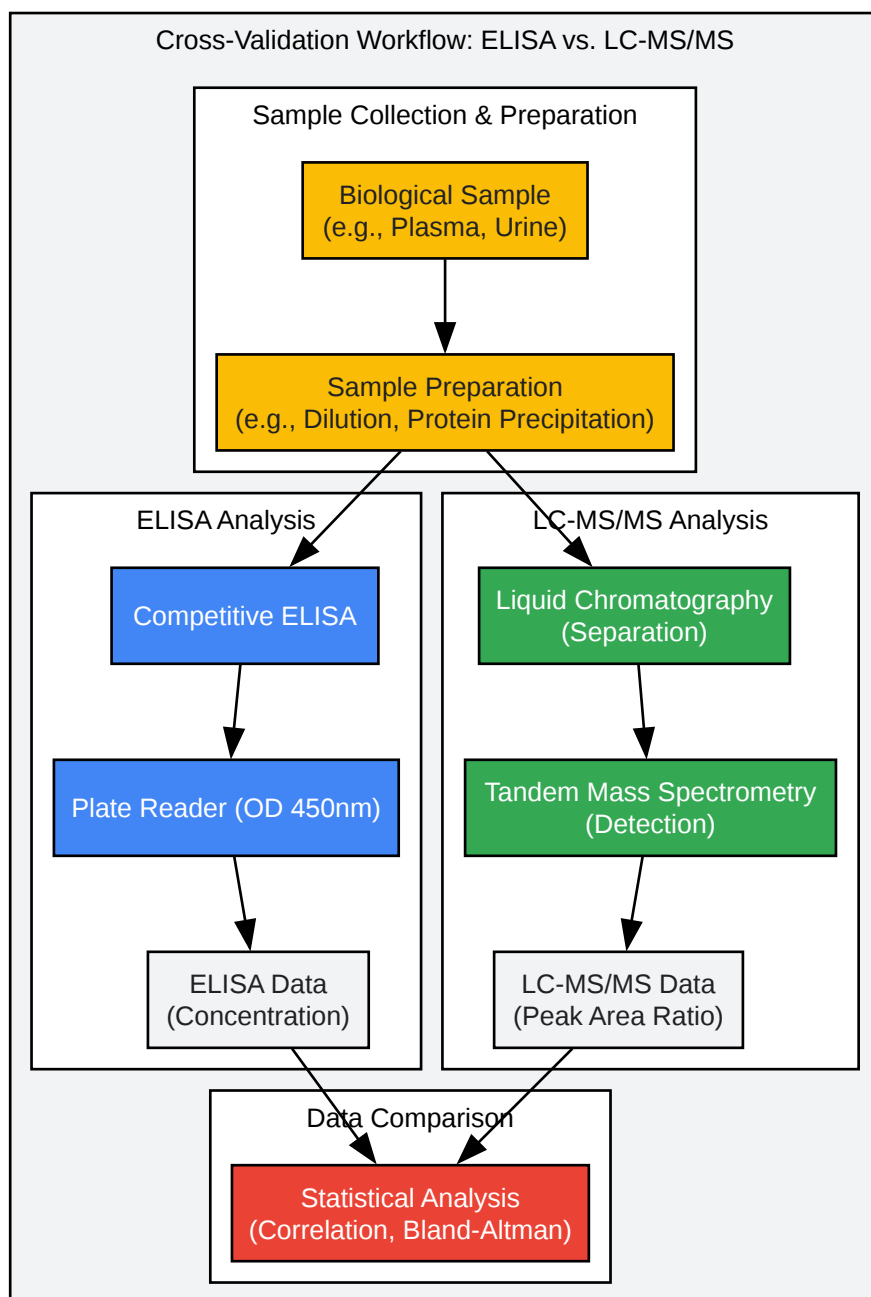 Cross-Validation Workflow: ELISA vs. LC-MS/MS
Sample Collection & Preparation
Biological Sample
(e.g., Plasma, Urine)
Sample Preparation
(e.g., Dilution, Protein Precipitation)
ELISA Analysis
Competitive ELISA
Plate Reader (OD 450nm)
ELISA Data
(Concentration)
LC-MS/MS Analysis
Liquid Chromatography
(Separation)
Tandem Mass Spectrometry
(Detection)
LC-MS/MS Data
(Peak Area Ratio)
Data Comparison
Statistical Analysis
(Correlation, Bland-Altman)